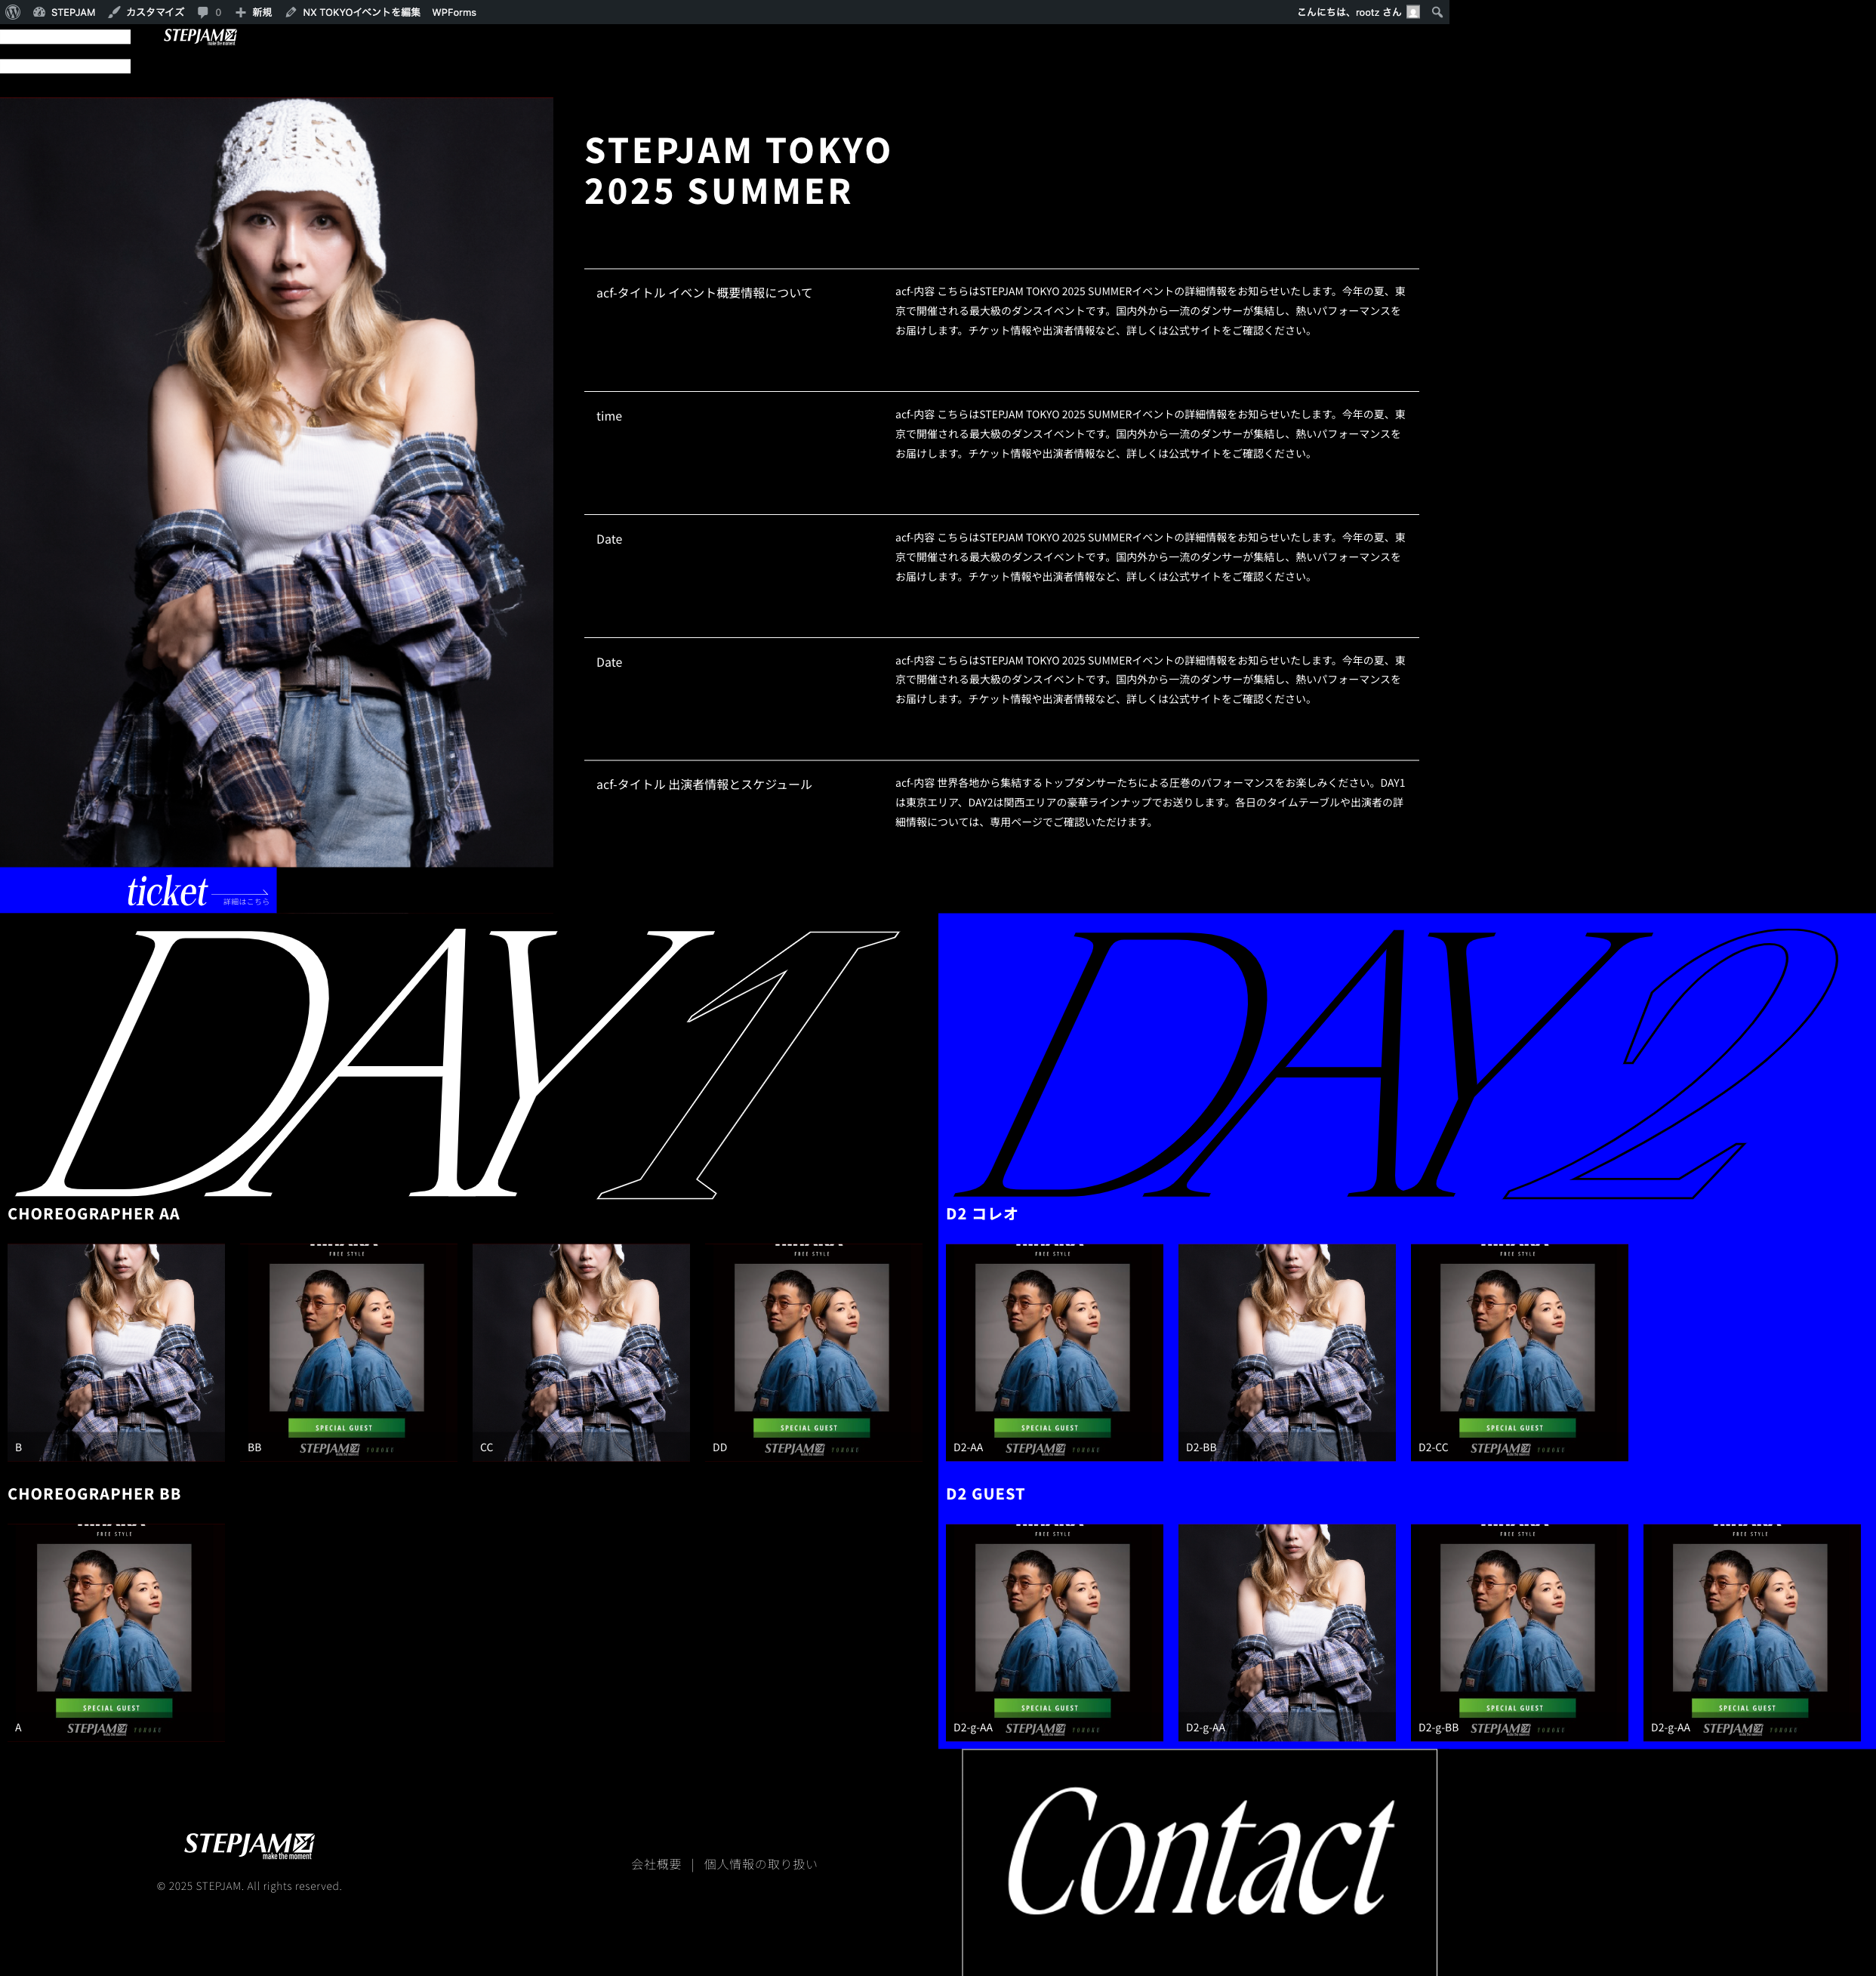 STEPJAM カスタマイズ 0 新規 NX TOKYOイベントを編集 WPForms こんにちは、rootz さん
STEPJAM
make the moment
STEPJAM TOKYO
2025 SUMMER
acf-タイトル イベント概要情報について
acf-内容 こちらはSTEPJAM TOKYO 2025 SUMMERイベントの詳細情報をお知らせいたします。今年の夏、東
京で開催される最大級のダンスイベントです。国内外から一流のダンサーが集結し、熱いパフォーマンスを
お届けします。チケット情報や出演者情報など、詳しくは公式サイトをご確認ください。
time
acf-内容 こちらはSTEPJAM TOKYO 2025 SUMMERイベントの詳細情報をお知らせいたします。今年の夏、東
京で開催される最大級のダンスイベントです。国内外から一流のダンサーが集結し、熱いパフォーマンスを
お届けします。チケット情報や出演者情報など、詳しくは公式サイトをご確認ください。
Date
acf-内容 こちらはSTEPJAM TOKYO 2025 SUMMERイベントの詳細情報をお知らせいたします。今年の夏、東
京で開催される最大級のダンスイベントです。国内外から一流のダンサーが集結し、熱いパフォーマンスを
お届けします。チケット情報や出演者情報など、詳しくは公式サイトをご確認ください。
Date
acf-内容 こちらはSTEPJAM TOKYO 2025 SUMMERイベントの詳細情報をお知らせいたします。今年の夏、東
京で開催される最大級のダンスイベントです。国内外から一流のダンサーが集結し、熱いパフォーマンスを
お届けします。チケット情報や出演者情報など、詳しくは公式サイトをご確認ください。
acf-タイトル 出演者情報とスケジュール
acf-内容 世界各地から集結するトップダンサーたちによる圧巻のパフォーマンスをお楽しみください。DAY1
は東京エリア、DAY2は関西エリアの豪華ラインナップでお送りします。各日のタイムテーブルや出演者の詳
細情報については、専用ページでご確認いただけます。
ticket
詳細はこちら
DAY1
CHOREOGRAPHER AA
B
FREE STYLE
SPECIAL GUEST
BB STEPJAM
CC
FREE STYLE
SPECIAL GUEST
DD STEPJAM
CHOREOGRAPHER BB
FREE STYLE
SPECIAL GUEST
A STEPJAM
DAY2
D2 コレオ
FREE STYLE
SPECIAL GUEST
D2-AA STEPJAM
D2-BB
FREE STYLE
SPECIAL GUEST
D2-CC STEPJAM
D2 GUEST
FREE STYLE
SPECIAL GUEST
D2-g-AA STEPJAM
D2-g-AA
FREE STYLE
SPECIAL GUEST
D2-g-BB STEPJAM
FREE STYLE
SPECIAL GUEST
D2-g-AA STEPJAM
STEPJAM
make the moment
© 2025 STEPJAM. All rights reserved.
会社概要 | 個人情報の取り扱い
Contact